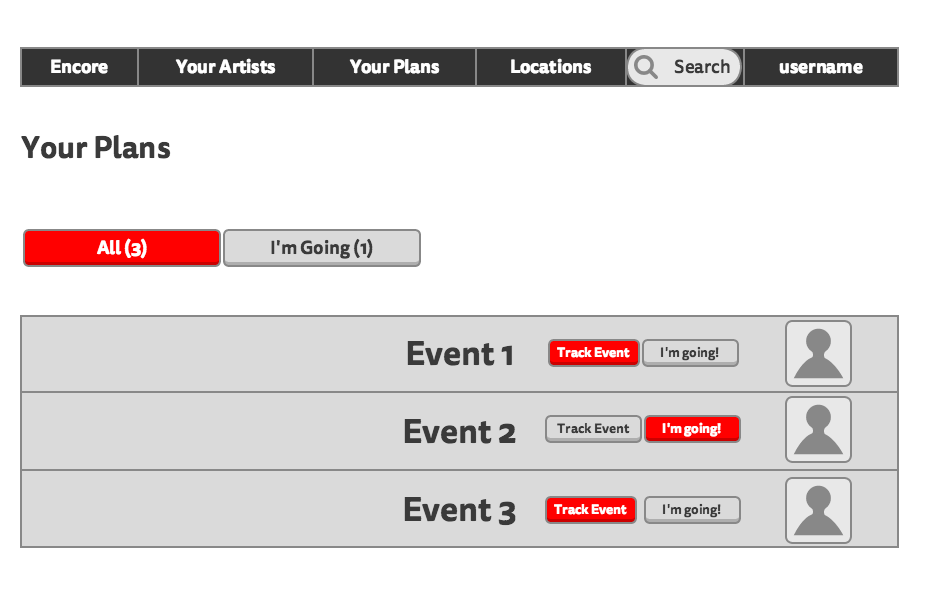 Encore Your Artists Your Plans Locations Search username
Your Plans
All (3) I'm Going (1)
Event 1 Track Event I'm going!
Event 2 Track Event I'm going!
Event 3 Track Event I'm going!